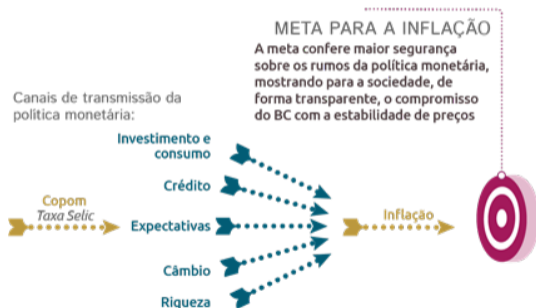 META PARA A INFLAÇÃO
A meta confere maior segurança
sobre os rumos da política monetária,
mostrando para a sociedade, de
forma transparente, o compromisso
do BC com a estabilidade de preços
Canais de transmissão da
política monetária:
Investimento e
consumo
Crédito
Copom
Taxa Selic
Expectativas
Inflação
Câmbio
Riqueza